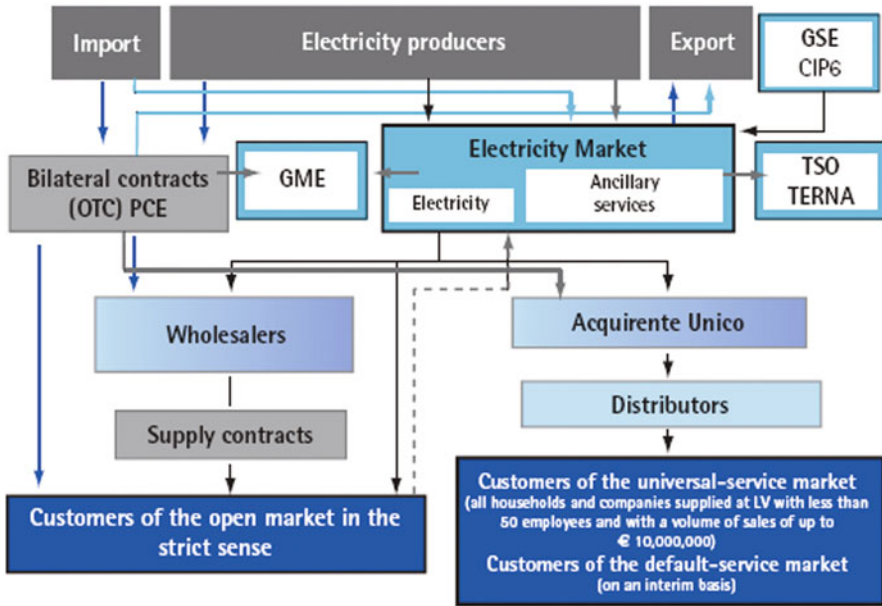 Import
Electricity producers
Export
GSE
CIP6
Bilateral contracts
(OTC) PCE
GME
Electricity Market
Electricity
Ancillary
services
TSO
TERNA
Wholesalers
Acquirente Unico
Supply contracts
Distributors
Customers of the open market in the
strict sense
Customers of the universal-service market
(all households and companies supplied at LV with less than
50 employees and with a volume of sales of up to
€ 10,000,000)
Customers of the default-service market
(on an interim basis)